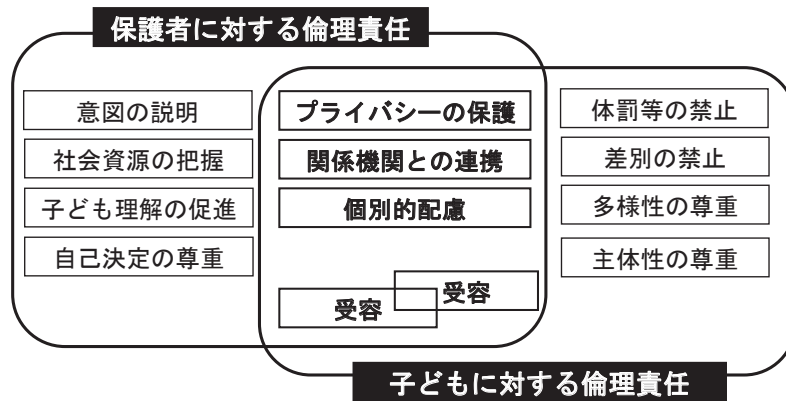 保護者に対する倫理責任
意図の説明
社会資源の把握
子ども理解の促進
自己決定の尊重
プライバシーの保護
関係機関との連携
個別的配慮
受容
受容
体罰等の禁止
差別の禁止
多様性の尊重
主体性の尊重
子どもに対する倫理責任